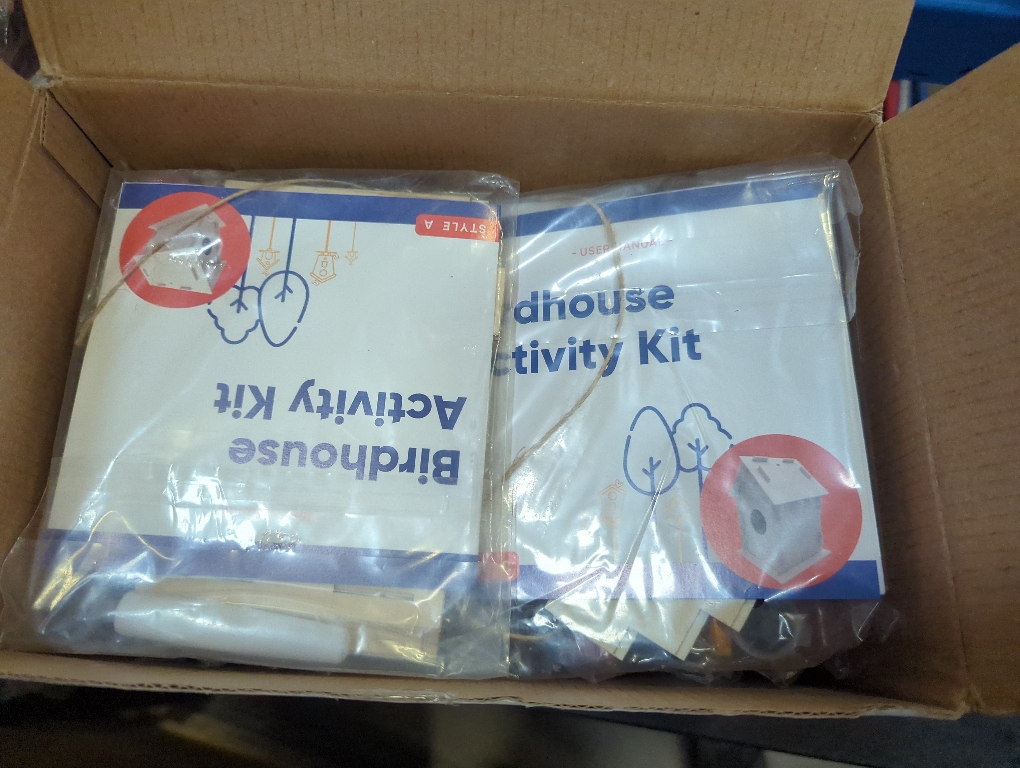 STYLE A
Birdhouse
Activity Kit
- USER MANUAL -
dhouse
ctivity Kit